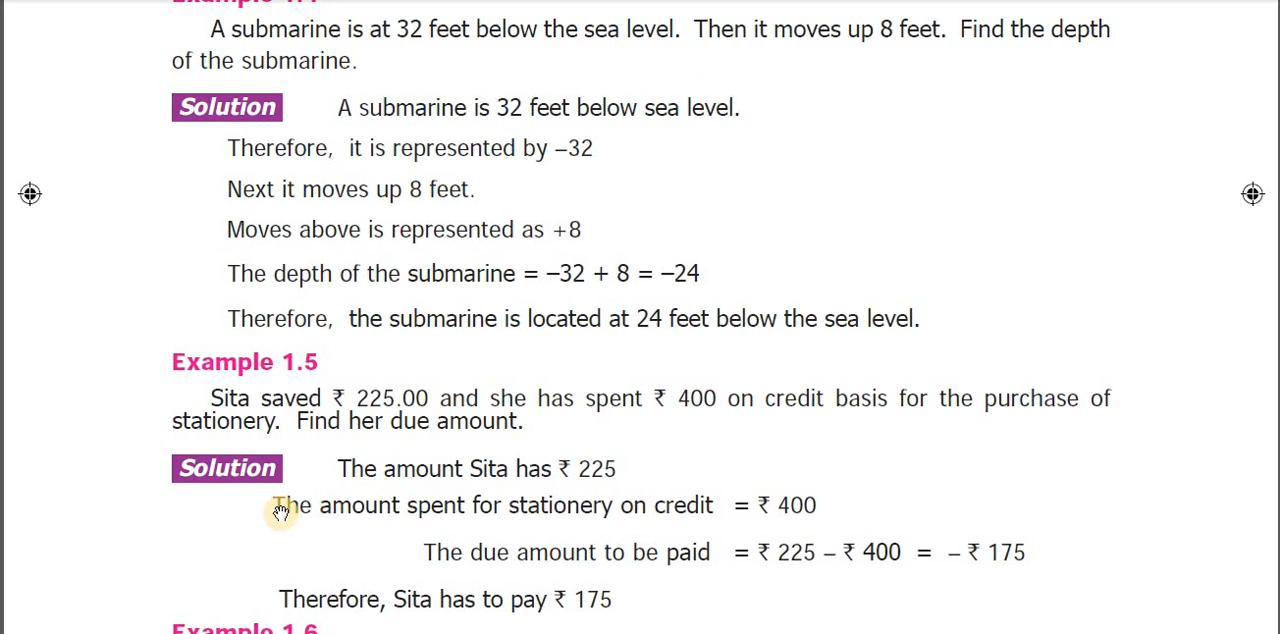 Example 1.4
A submarine is at 32 feet below the sea level. Then it moves up 8 feet. Find the depth
of the submarine.
Solution A submarine is 32 feet below sea level.
Therefore, it is represented by –32
Next it moves up 8 feet.
Moves above is represented as +8
The depth of the submarine = –32 + 8 = –24
Therefore, the submarine is located at 24 feet below the sea level.
Example 1.5
Sita saved ₹ 225.00 and she has spent ₹ 400 on credit basis for the purchase of
stationery. Find her due amount.
Solution The amount Sita has ₹ 225
The amount spent for stationery on credit = ₹ 400
The due amount to be paid = ₹ 225 – ₹ 400 = – ₹ 175
Therefore, Sita has to pay ₹ 175
Example 1.6